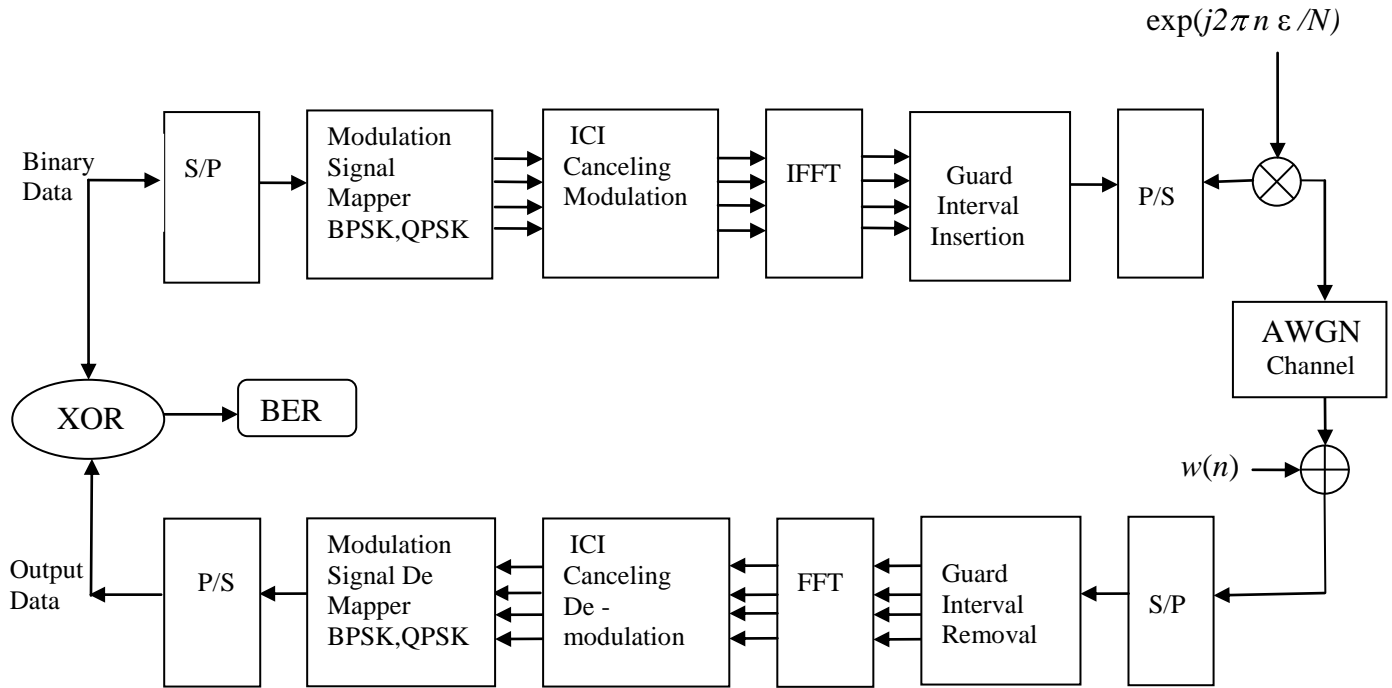 exp(j2π n ε /N)
Binary
Data
S/P
Modulation
Signal
Mapper
BPSK,QPSK
ICI
Canceling
Modulation
IFFT
Guard
Interval
Insertion
P/S
AWGN
Channel
XOR
BER
w(n)
Output
Data
P/S
Modulation
Signal De
Mapper
BPSK,QPSK
ICI
Canceling
De -
modulation
FFT
Guard
Interval
Removal
S/P